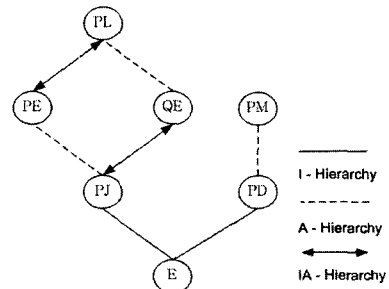 PL
PE
QE
PM
PJ
PD
E
I - Hierarchy
A - Hierarchy
IA - Hierarchy